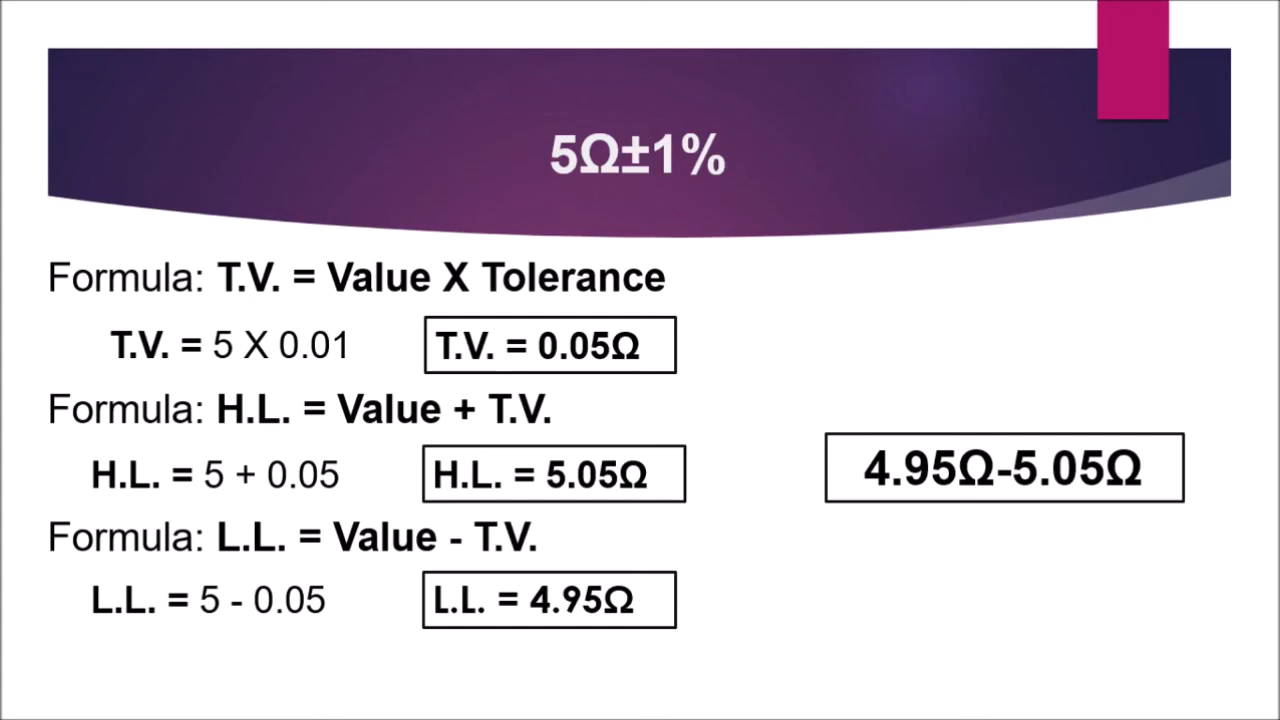 5Ω±1%
Formula: T.V. = Value X Tolerance
T.V. = 5 X 0.01
T.V. = 0.05Ω
Formula: H.L. = Value + T.V.
H.L. = 5 + 0.05
H.L. = 5.05Ω
4.95Ω-5.05Ω
Formula: L.L. = Value - T.V.
L.L. = 5 - 0.05
L.L. = 4.95Ω